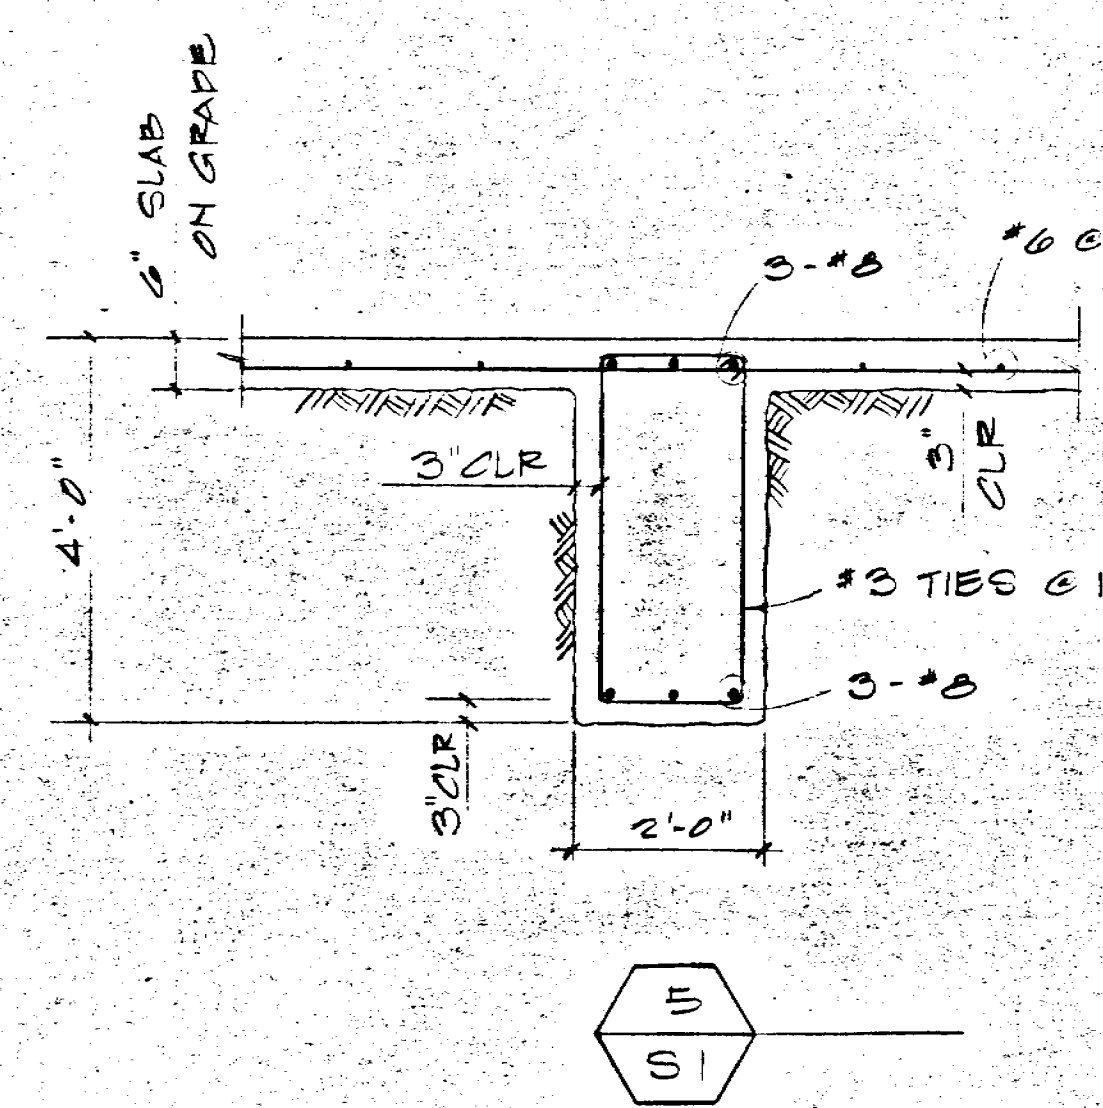 6" SLAB
ON GRADE
3-#8
#6 @
4'-0"
3" CLR
3"
CLR
#3 TIES @ 1
3-#8
3" CLR
2'-0"
5
S1